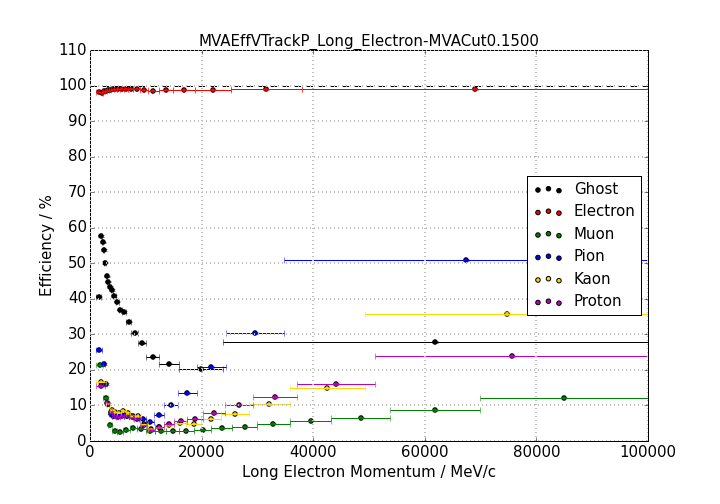 MVAEffVTrackP_Long_Electron-MVACut0.1500
110
100
90
80
70
60
50
40
30
20
10
0
Efficiency / %
Ghost
Electron
Muon
Pion
Kaon
Proton
0 20000 40000 60000 80000 100000
Long Electron Momentum / MeV/c